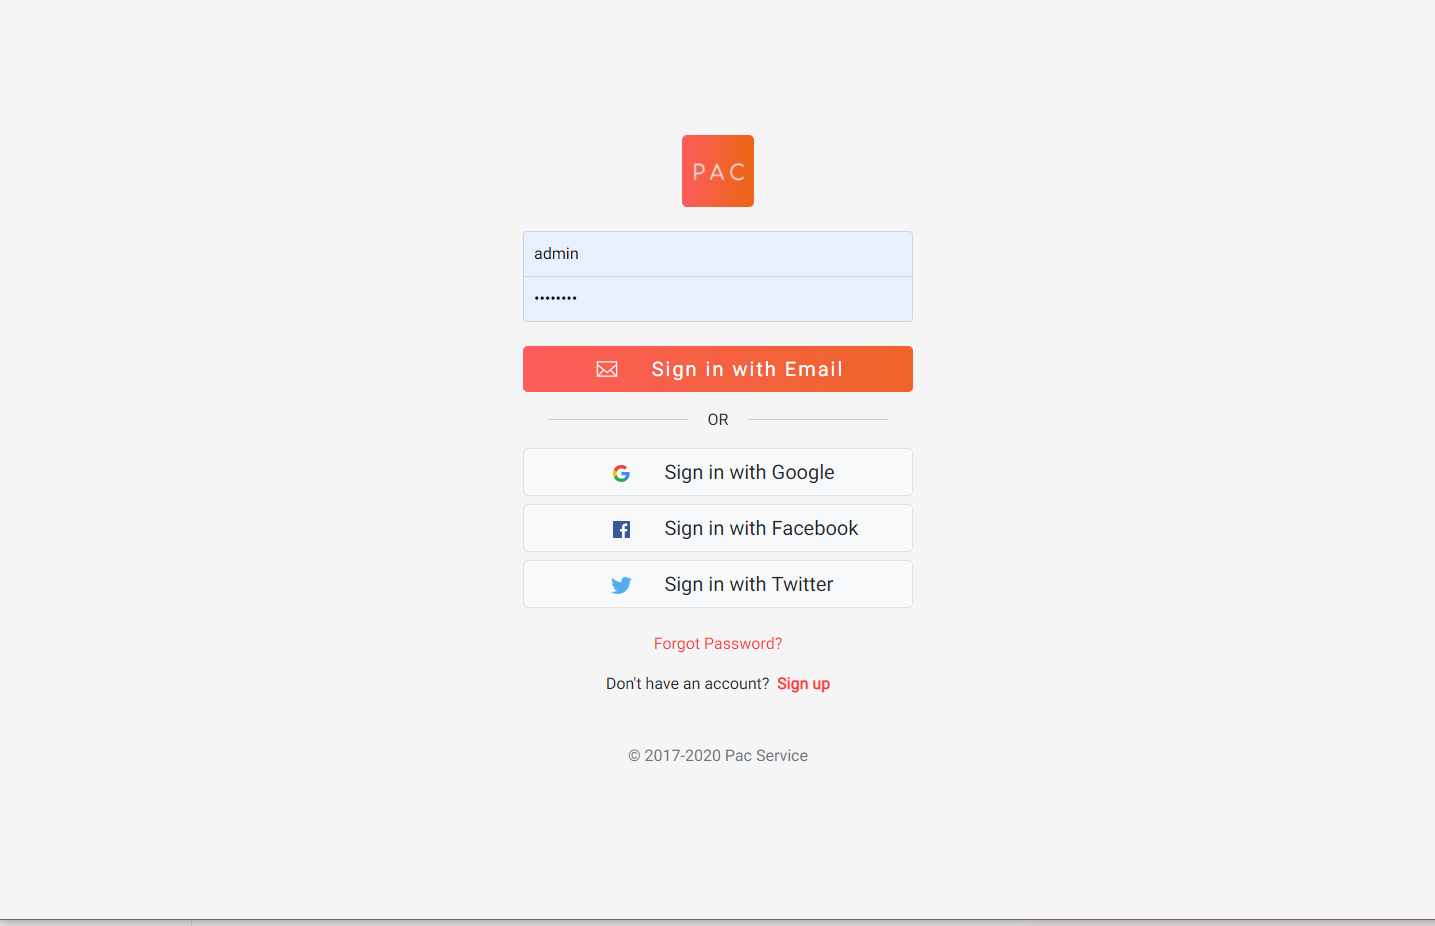 PAC
admin
••••••••
Sign in with Email
OR
Sign in with Google
Sign in with Facebook
Sign in with Twitter
Forgot Password?
Don't have an account? Sign up
© 2017-2020 Pac Service